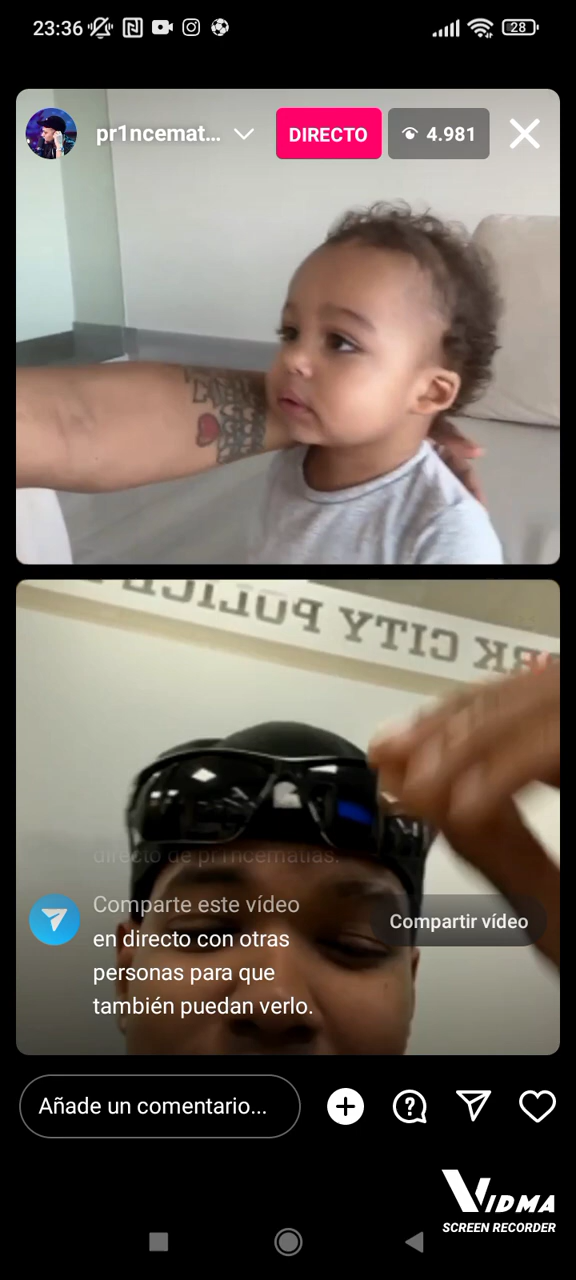 23:36
28
pr1ncemat...
DIRECTO
4.981
CITY POLICE
directo de pr1ncematias.
Comparte este vídeo
en directo con otras
personas para que
también puedan verlo.
Compartir vídeo
Añade un comentario...
VIDMA
SCREEN RECORDER